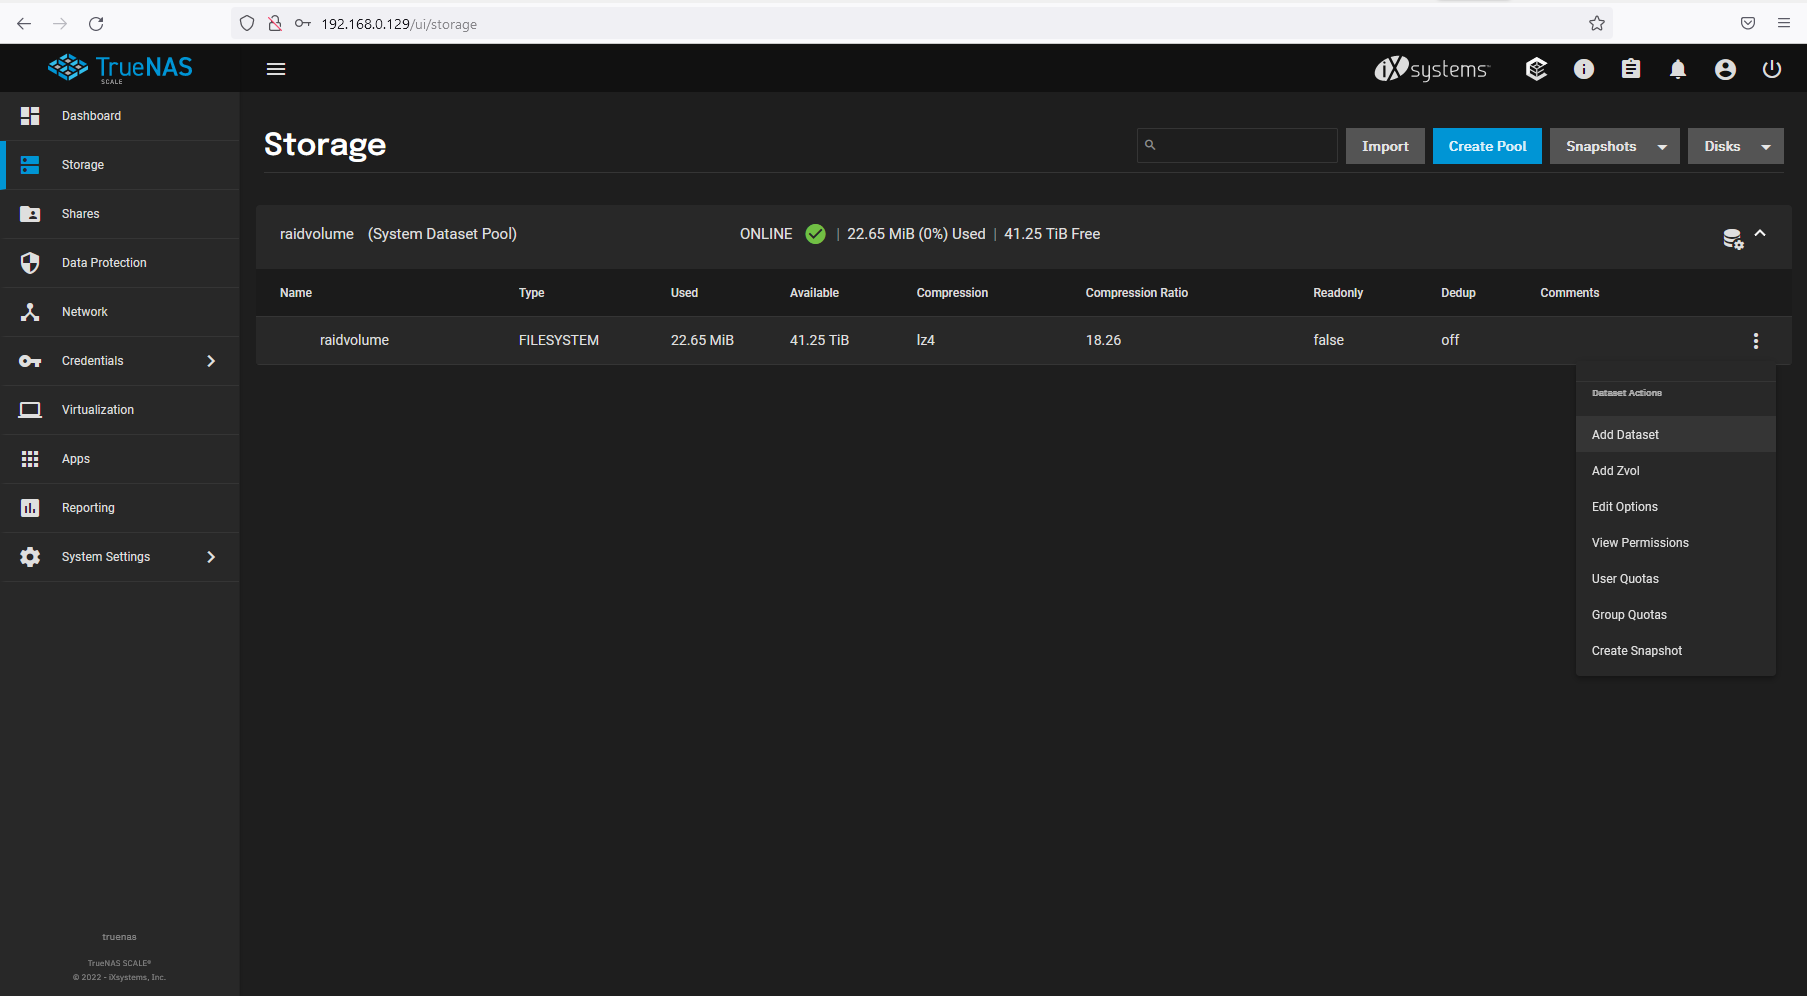 192.168.0.129/ui/storage
TrueNAS
SCALE
iXsystems™
Dashboard
Storage
Shares
Data Protection
Network
Credentials
Virtualization
Apps
Reporting
System Settings
truenas
TrueNAS SCALE®
© 2022 - iXsystems, Inc.
Storage
Import
Create Pool
Snapshots
Disks
raidvolume (System Dataset Pool) ONLINE | 22.65 MiB (0%) Used | 41.25 TiB Free
Name Type Used Available Compression Compression Ratio Readonly Dedup Comments
raidvolume FILESYSTEM 22.65 MiB 41.25 TiB lz4 18.26 false off
Dataset Actions
Add Dataset
Add Zvol
Edit Options
View Permissions
User Quotas
Group Quotas
Create Snapshot